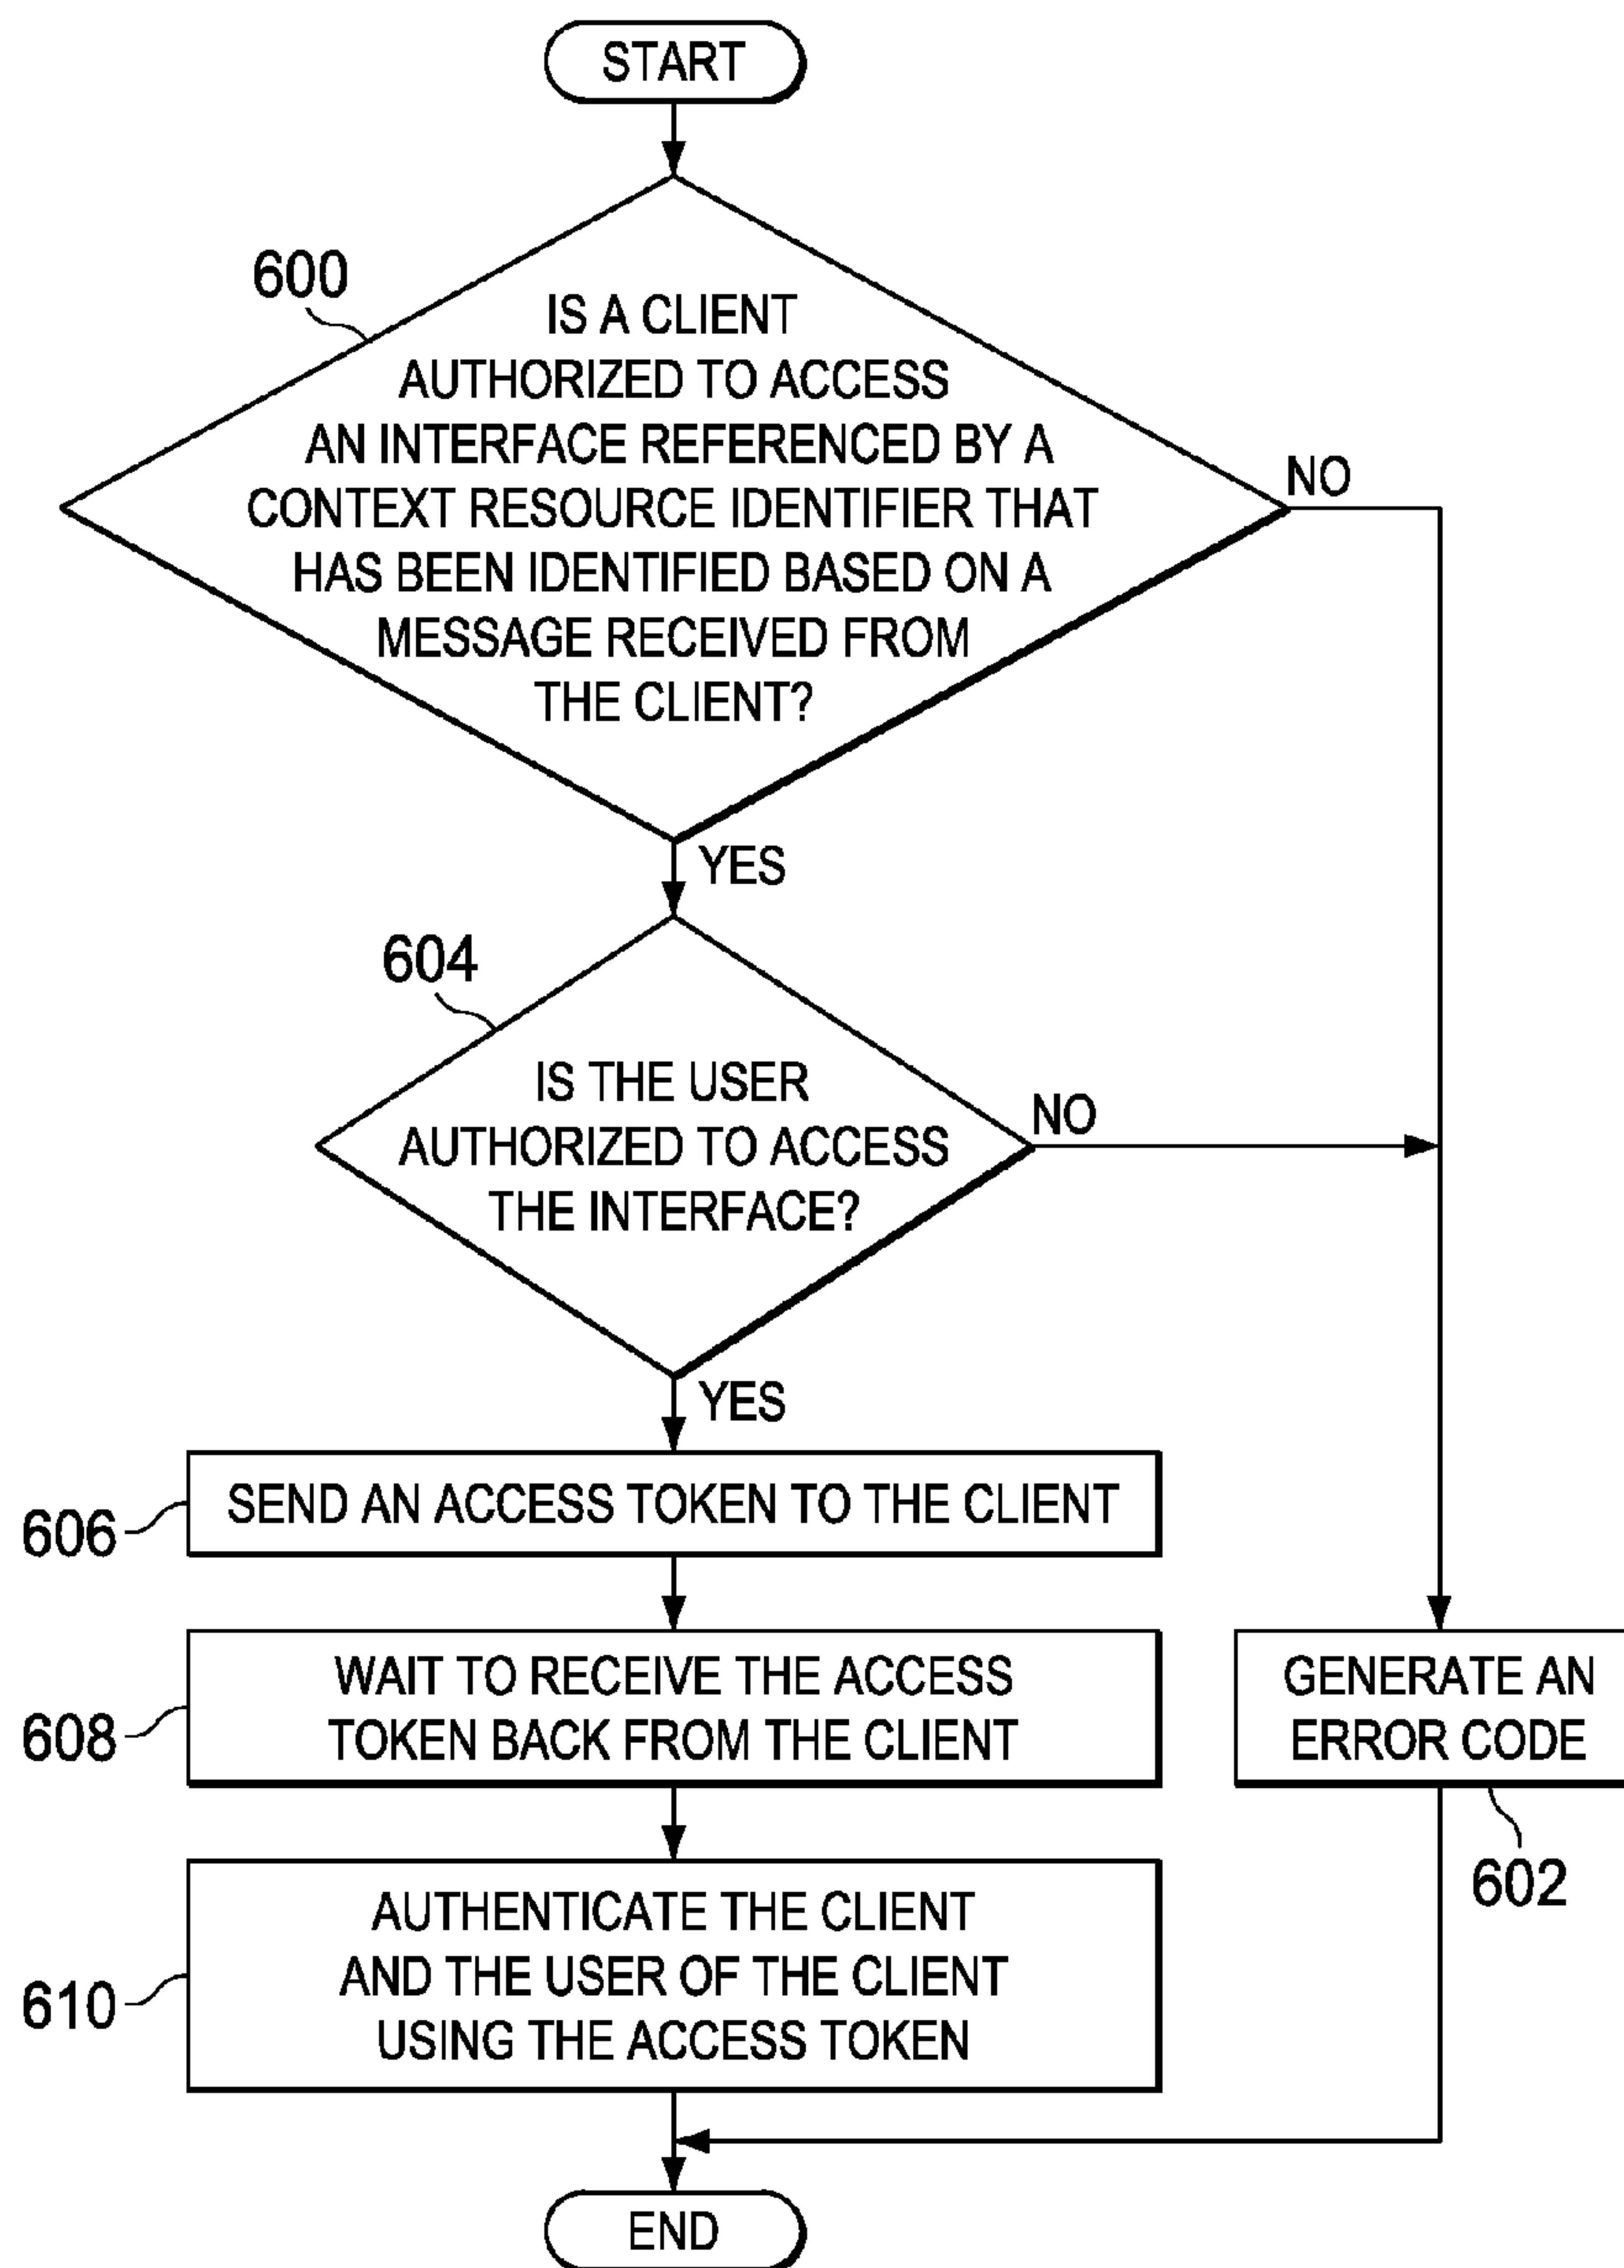 START
600
IS A CLIENT
AUTHORIZED TO ACCESS
AN INTERFACE REFERENCED BY A
CONTEXT RESOURCE IDENTIFIER THAT
HAS BEEN IDENTIFIED BASED ON A
MESSAGE RECEIVED FROM
THE CLIENT?
NO
YES
604
IS THE USER
AUTHORIZED TO ACCESS
THE INTERFACE?
NO
YES
606
SEND AN ACCESS TOKEN TO THE CLIENT
608
WAIT TO RECEIVE THE ACCESS
TOKEN BACK FROM THE CLIENT
GENERATE AN
ERROR CODE
602
610
AUTHENTICATE THE CLIENT
AND THE USER OF THE CLIENT
USING THE ACCESS TOKEN
END